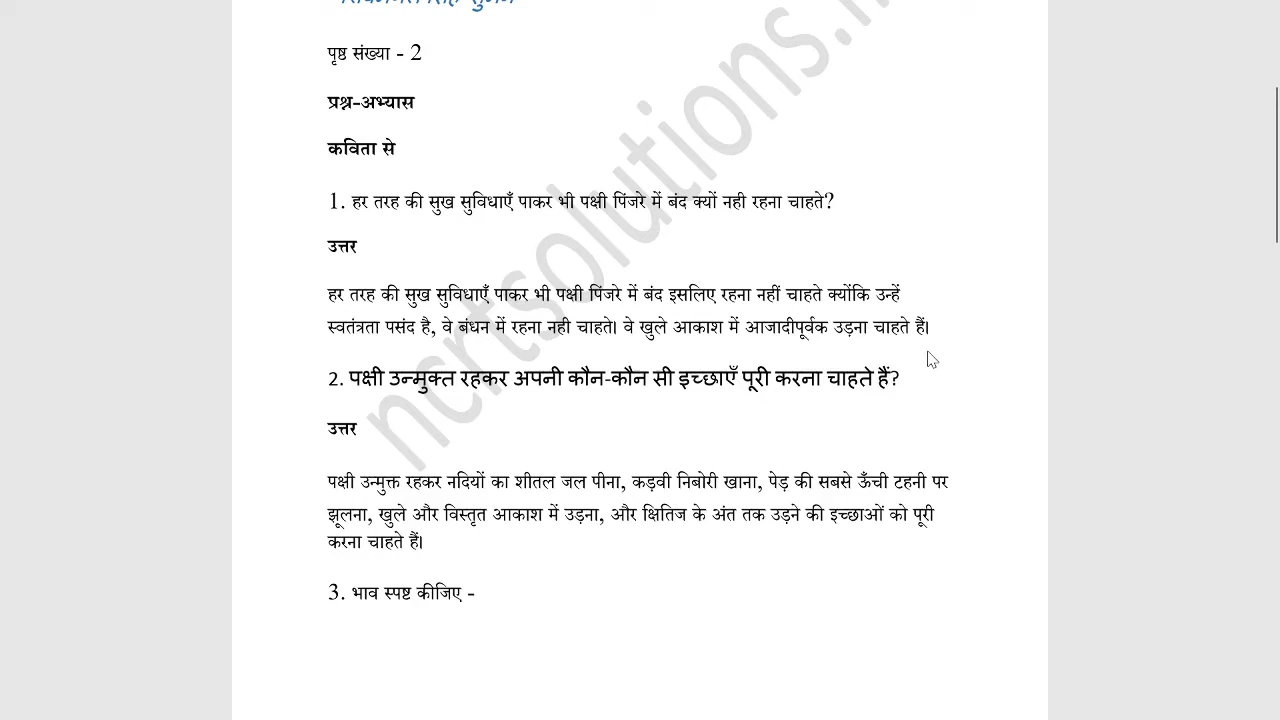 पृष्ठ संख्या - 2
प्रश्न-अभ्यास
कविता से
1. हर तरह की सुख सुविधाएँ पाकर भी पक्षी पिंजरे में बंद क्यों नही रहना चाहते?
उत्तर
हर तरह की सुख सुविधाएँ पाकर भी पक्षी पिंजरे में बंद इसलिए रहना नहीं चाहते क्योंकि उन्हें
स्वतंत्रता पसंद है, वे बंधन में रहना नही चाहते। वे खुले आकाश में आजादीपूर्वक उड़ना चाहते हैं।
2. पक्षी उन्मुक्त रहकर अपनी कौन-कौन सी इच्छाएँ पूरी करना चाहते हैं?
उत्तर
पक्षी उन्मुक्त रहकर नदियों का शीतल जल पीना, कड़वी निबोरी खाना, पेड़ की सबसे ऊँची टहनी पर
झूलना, खुले और विस्तृत आकाश में उड़ना, और क्षितिज के अंत तक उड़ने की इच्छाओं को पूरी
करना चाहते हैं।
3. भाव स्पष्ट कीजिए -
ncrtsolutions.